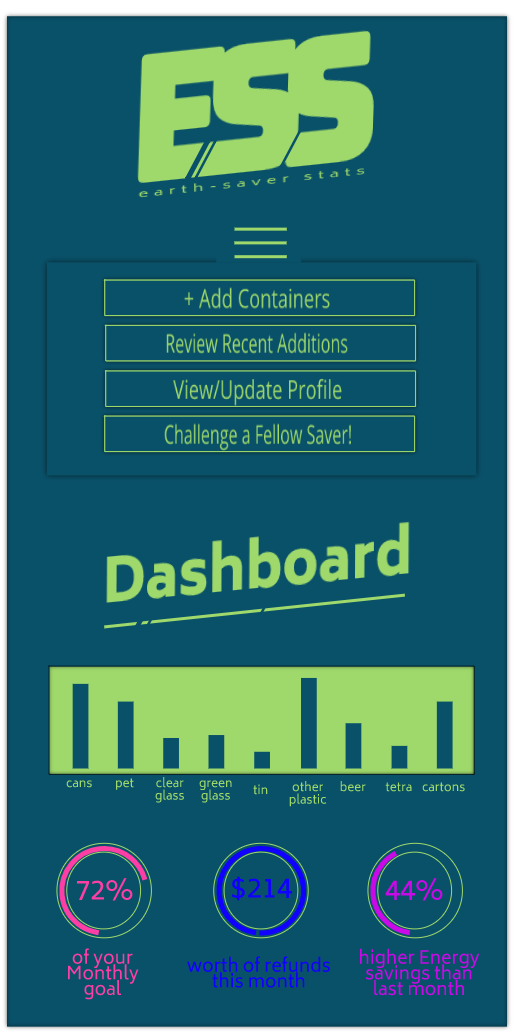 ESS
earth-saver stats
+ Add Containers
Review Recent Additions
View/Update Profile
Challenge a Fellow Saver!
Dashboard
cans
pet
clear
glass
green
glass
tin
other
plastic
beer
tetra
cartons
72%
of your
Monthly
goal
$214
worth of refunds
this month
44%
higher Energy
savings than
last month